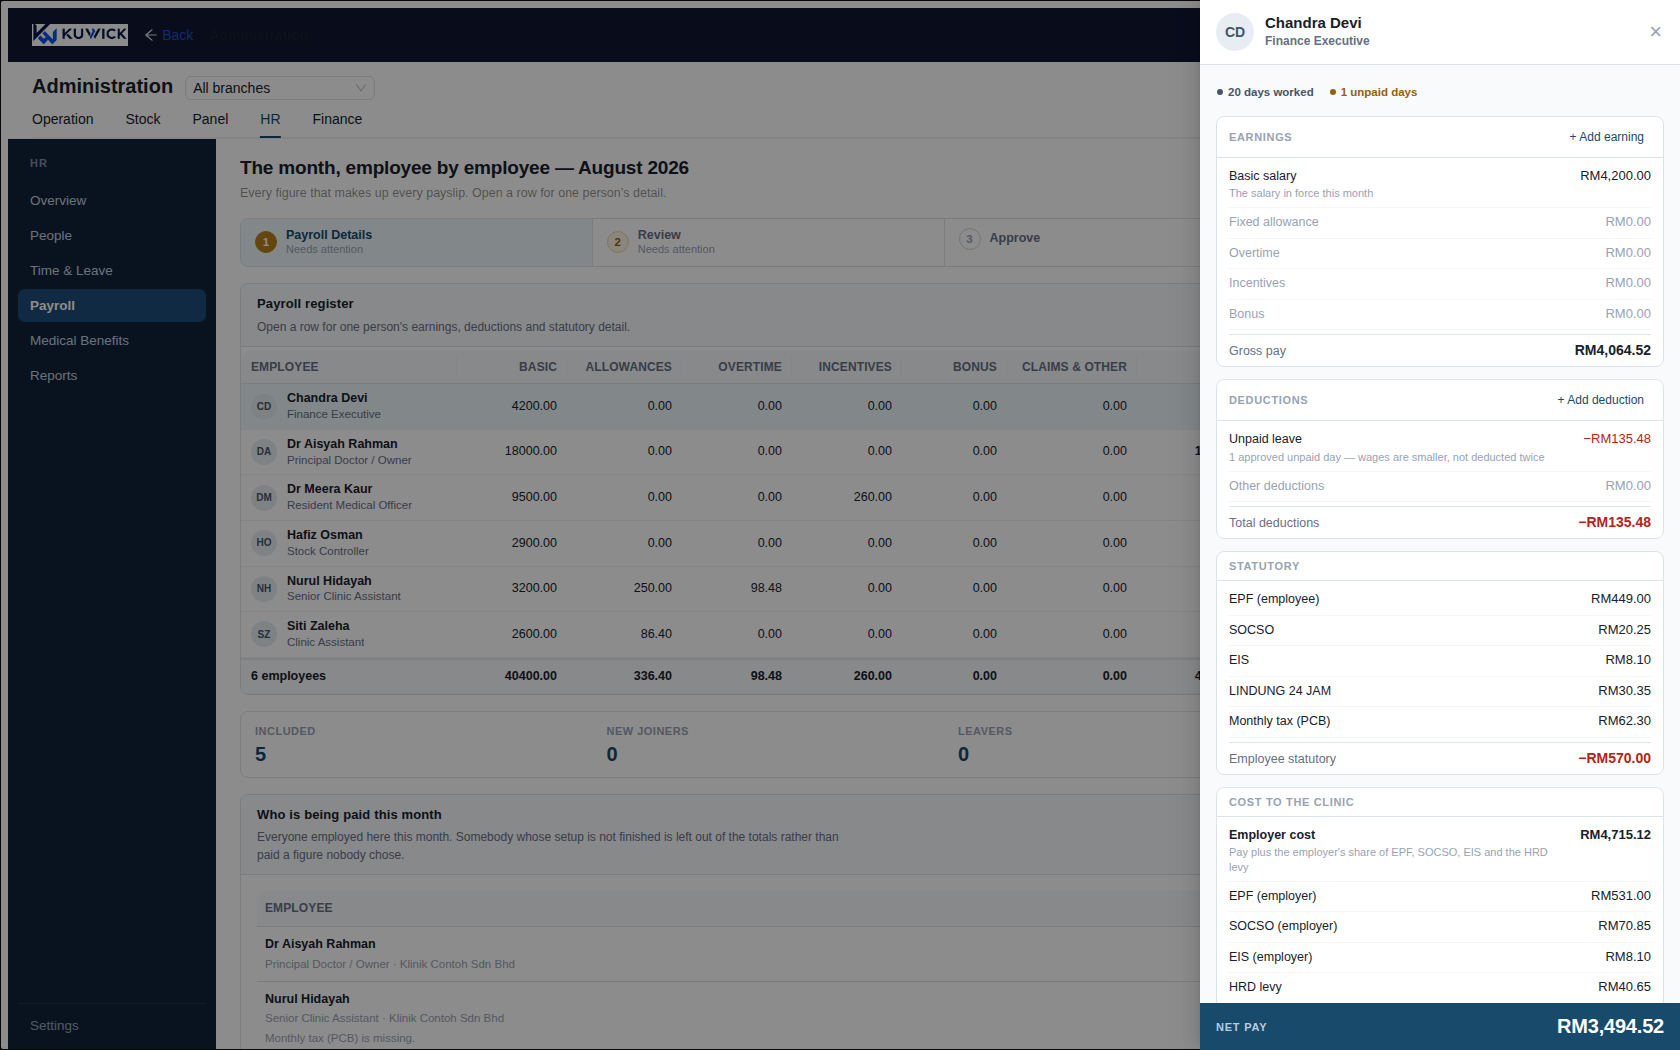 KUWICK
← Back
Administration
All branches
Operation
Stock
Panel
HR
Finance
HR
Overview
People
Time & Leave
Payroll
Medical Benefits
Reports
Settings
The month, employee by employee — August 2026
Every figure that makes up every payslip. Open a row for one person's detail.
1
Payroll Details
Needs attention
2
Review
Needs attention
3
Approve
Payroll register
Open a row for one person's earnings, deductions and statutory detail.
EMPLOYEE BASIC ALLOWANCES OVERTIME INCENTIVES BONUS CLAIMS & OTHER
CD Chandra Devi 4200.00 0.00 0.00 0.00 0.00 0.00
Finance Executive
DA Dr Aisyah Rahman 18000.00 0.00 0.00 0.00 0.00 0.00 1
Principal Doctor / Owner
DM Dr Meera Kaur 9500.00 0.00 0.00 260.00 0.00 0.00
Resident Medical Officer
HO Hafiz Osman 2900.00 0.00 0.00 0.00 0.00 0.00
Stock Controller
NH Nurul Hidayah 3200.00 250.00 98.48 0.00 0.00 0.00
Senior Clinic Assistant
SZ Siti Zaleha 2600.00 86.40 0.00 0.00 0.00 0.00
Clinic Assistant
6 employees 40400.00 336.40 98.48 260.00 0.00 0.00 4
INCLUDED
5
NEW JOINERS
0
LEAVERS
0
Who is being paid this month
Everyone employed here this month. Somebody whose setup is not finished is left out of the totals rather than
paid a figure nobody chose.
EMPLOYEE
Dr Aisyah Rahman
Principal Doctor / Owner · Klinik Contoh Sdn Bhd
Nurul Hidayah
Senior Clinic Assistant · Klinik Contoh Sdn Bhd
Monthly tax (PCB) is missing.
CD
Chandra Devi
Finance Executive
×
20 days worked
1 unpaid days
EARNINGS + Add earning
Basic salary RM4,200.00
The salary in force this month
Fixed allowance RM0.00
Overtime RM0.00
Incentives RM0.00
Bonus RM0.00
Gross pay RM4,064.52
DEDUCTIONS + Add deduction
Unpaid leave −RM135.48
1 approved unpaid day — wages are smaller, not deducted twice
Other deductions RM0.00
Total deductions −RM135.48
STATUTORY
EPF (employee) RM449.00
SOCSO RM20.25
EIS RM8.10
LINDUNG 24 JAM RM30.35
Monthly tax (PCB) RM62.30
Employee statutory −RM570.00
COST TO THE CLINIC
Employer cost RM4,715.12
Pay plus the employer's share of EPF, SOCSO, EIS and the HRD
levy
EPF (employer) RM531.00
SOCSO (employer) RM70.85
EIS (employer) RM8.10
HRD levy RM40.65
NET PAY RM3,494.52